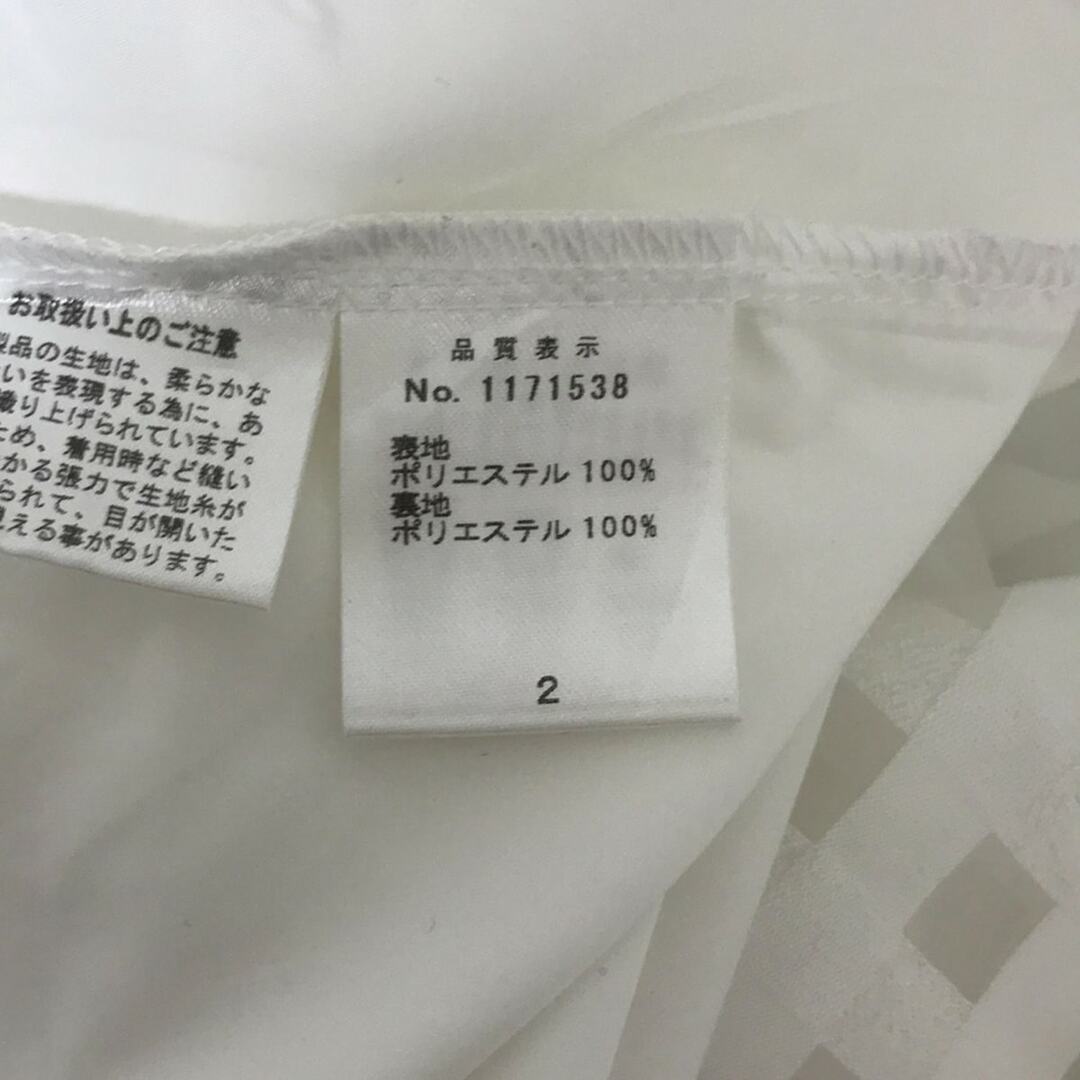 お取扱い上のご注意
製品の生地は、柔らかな
いを表現する為に、あ
織り上げられています。
ため、着用時など縫い
かる張力で生地糸が
られて、目が開いた
見える事があります。
品質表示
No. 1171538
表地
ポリエステル 100%
裏地
ポリエステル 100%
2